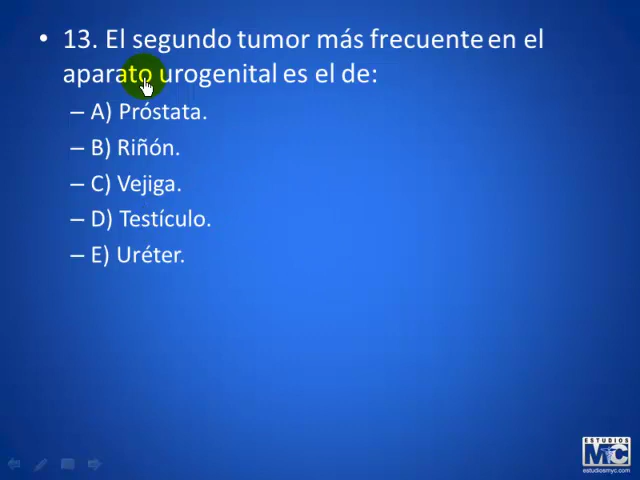 • 13. El segundo tumor más frecuente en el
aparato urogenital es el de:
– A) Próstata.
– B) Riñón.
– C) Vejiga.
– D) Testículo.
– E) Uréter.
ESTUDIOS
MyC
estudiosmyc.com